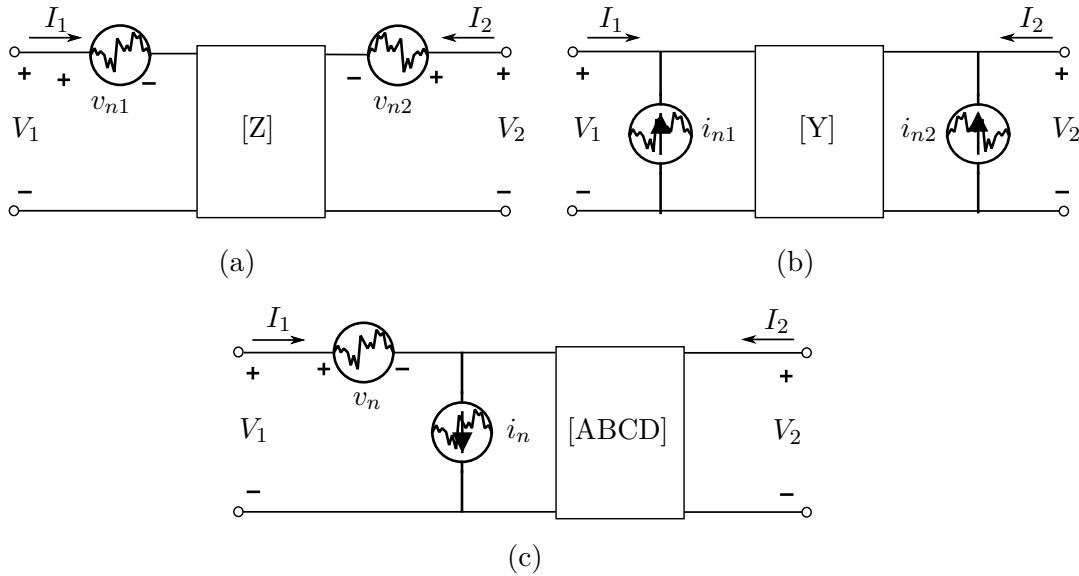 I₁ I₂ I₁ I₂
+ + − − + + + +
vₙ₁ vₙ₂
V₁ [Z] V₂ V₁ iₙ₁ [Y] iₙ₂ V₂
− − − −
(a) (b)
I₁ I₂
+ + − +
vₙ
V₁ iₙ [ABCD] V₂
− −
(c)